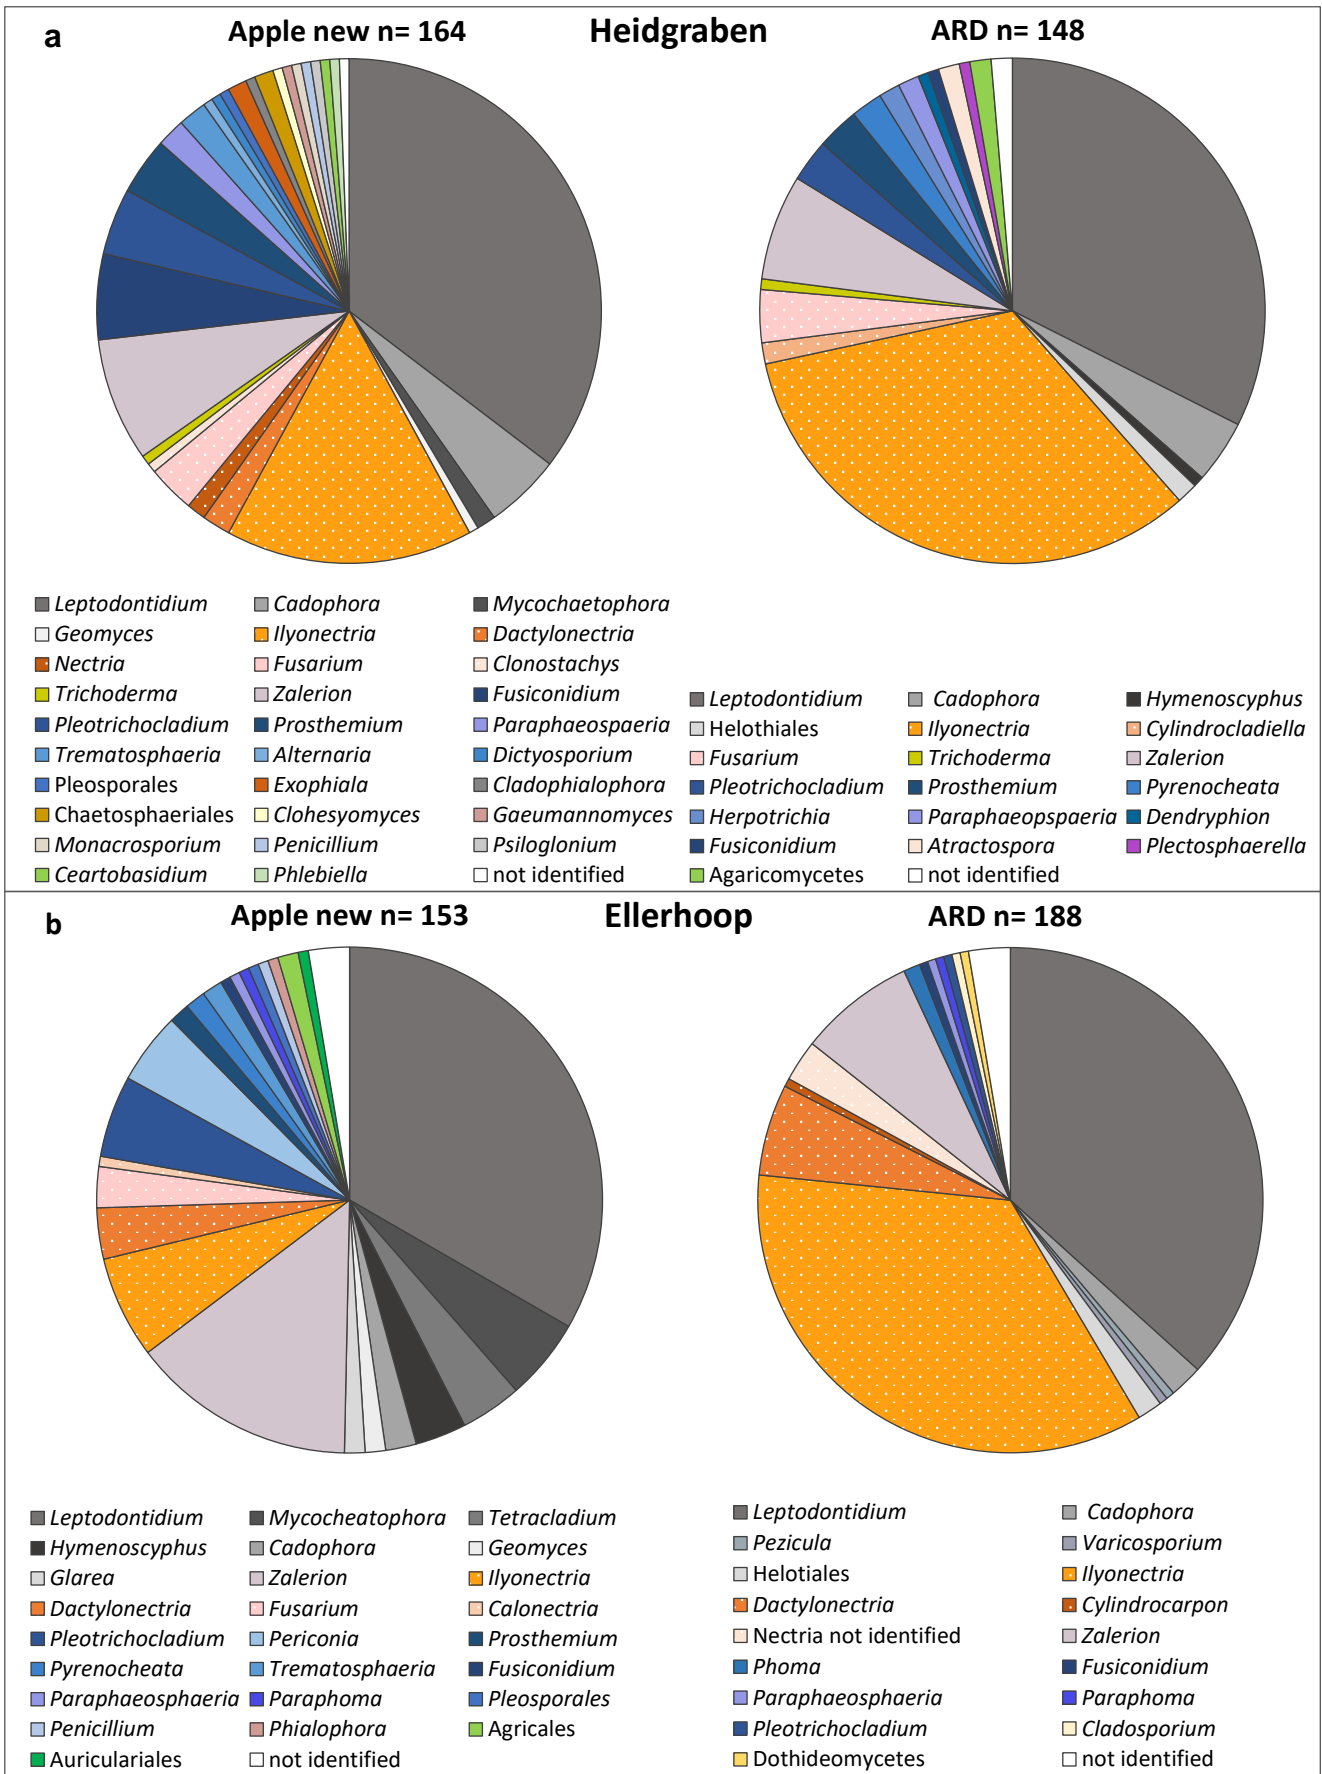 a
Apple new n= 164
Heidgraben
ARD n= 148
Leptodontidium
Cadophora
Mycochaetophora
Geomyces
Ilyonectria
Dactylonectria
Nectria
Fusarium
Clonostachys
Trichoderma
Zalerion
Fusiconidium
Pleotrichocladium
Prosthemium
Paraphaeospaeria
Trematosphaeria
Alternaria
Dictyosporium
Pleosporales
Exophiala
Cladophialophora
Chaetosphaeriales
Clohesyomyces
Gaeumannomyces
Monacrosporium
Penicillium
Psiloglonium
Ceartobasidium
Phlebiella
not identified
Leptodontidium
Cadophora
Hymenoscyphus
Helothiales
Ilyonectria
Cylindrocladiella
Fusarium
Trichoderma
Zalerion
Pleotrichocladium
Prosthemium
Pyrenocheata
Herpotrichia
Paraphaeopspaeria
Dendryphion
Fusiconidium
Atractospora
Plectosphaerella
Agaricomycetes
not identified
b
Apple new n= 153
Ellerhoop
ARD n= 188
Leptodontidium
Mycocheatophora
Tetracladium
Hymenoscyphus
Cadophora
Geomyces
Glarea
Zalerion
Ilyonectria
Dactylonectria
Fusarium
Calonectria
Pleotrichocladium
Periconia
Prosthemium
Pyrenocheata
Trematosphaeria
Fusiconidium
Paraphaeosphaeria
Paraphoma
Pleosporales
Penicillium
Phialophora
Agricales
Auriculariales
not identified
Leptodontidium
Cadophora
Pezicula
Varicosporium
Helotiales
Ilyonectria
Dactylonectria
Cylindrocarpon
Nectria not identified
Zalerion
Phoma
Fusiconidium
Paraphaeosphaeria
Paraphoma
Pleotrichocladium
Cladosporium
Dothideomycetes
not identified